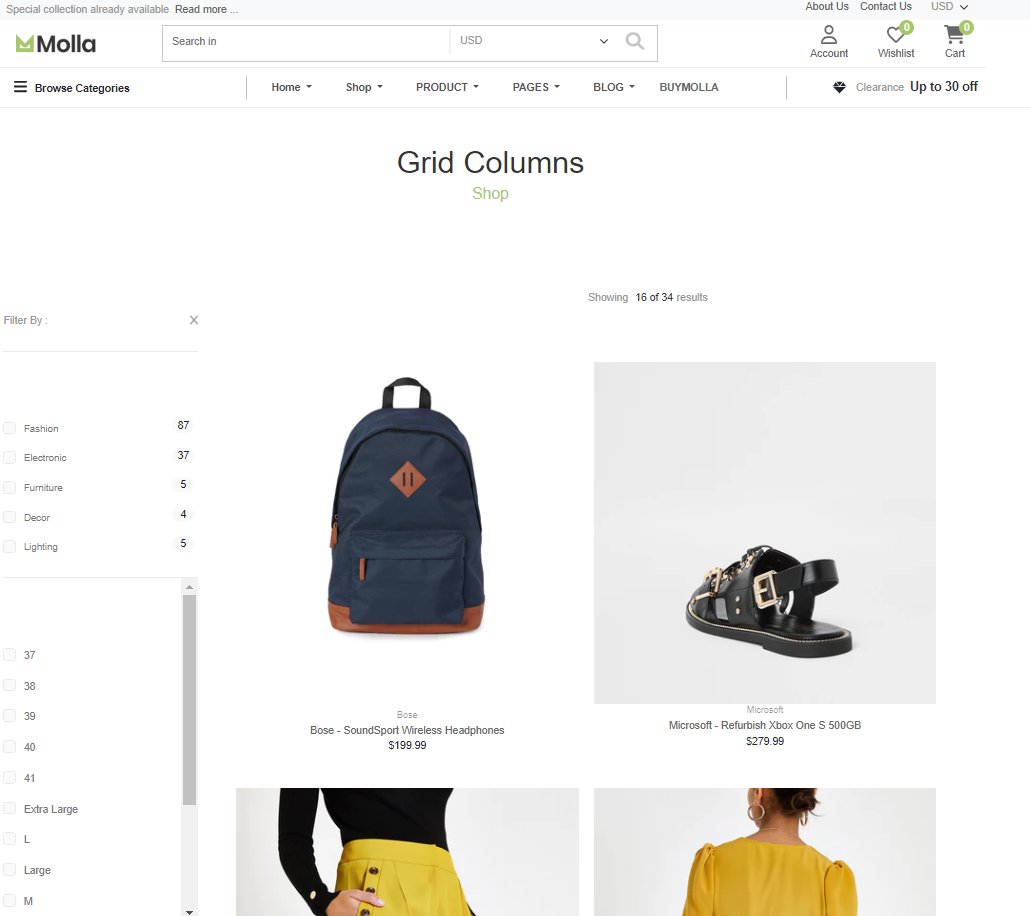 Special collection already available Read more ...
About Us Contact Us USD
Molla
Search in
USD
Account
0
Wishlist
0
Cart
Browse Categories
Home Shop PRODUCT PAGES BLOG BUYMOLLA
Clearance Up to 30 off
Grid Columns
Shop
Showing 16 of 34 results
Filter By :
Fashion 87
Electronic 37
Furniture 5
Decor 4
Lighting 5
37
38
39
40
41
Extra Large
L
Large
M
Bose
Bose - SoundSport Wireless Headphones
$199.99
Microsoft
Microsoft - Refurbish Xbox One S 500GB
$279.99